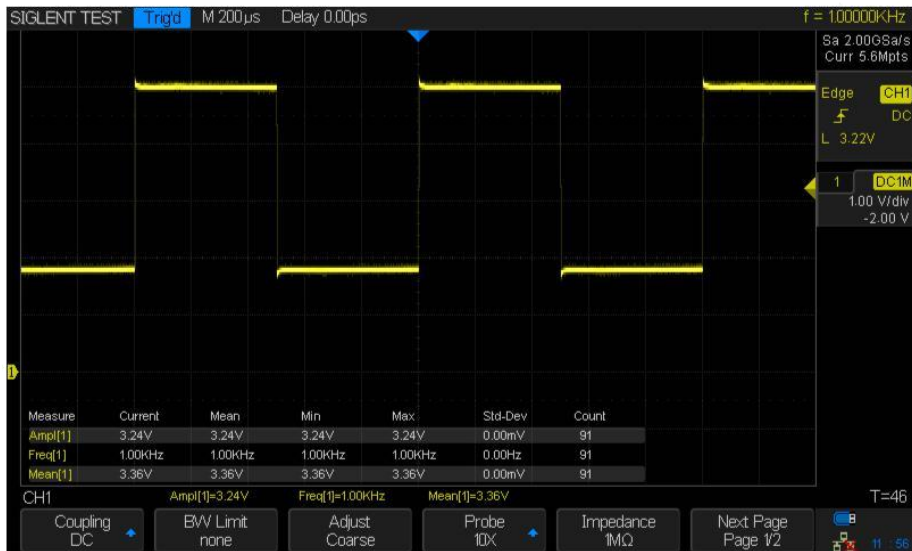 SIGLENT TEST Trig'd M 200µs Delay 0.00ps f = 1.00000KHz
Sa 2.00GSa/s
Curr 5.6Mpts
Edge CH1
DC
L 3.22V
1 DC1M
1.00 V/div
-2.00 V
1
Measure Current Mean Min Max Std-Dev Count
Ampl[1] 3.24V 3.24V 3.24V 3.24V 0.00mV 91
Freq[1] 1.00KHz 1.00KHz 1.00KHz 1.00KHz 0.00Hz 91
Mean[1] 3.36V 3.36V 3.36V 3.36V 0.00mV 91
CH1 Ampl[1]=3.24V Freq[1]=1.00KHz Mean[1]=3.36V T=46
Coupling BW Limit Adjust Probe Impedance Next Page
DC none Coarse 10X 1MΩ Page 1/2
11:56